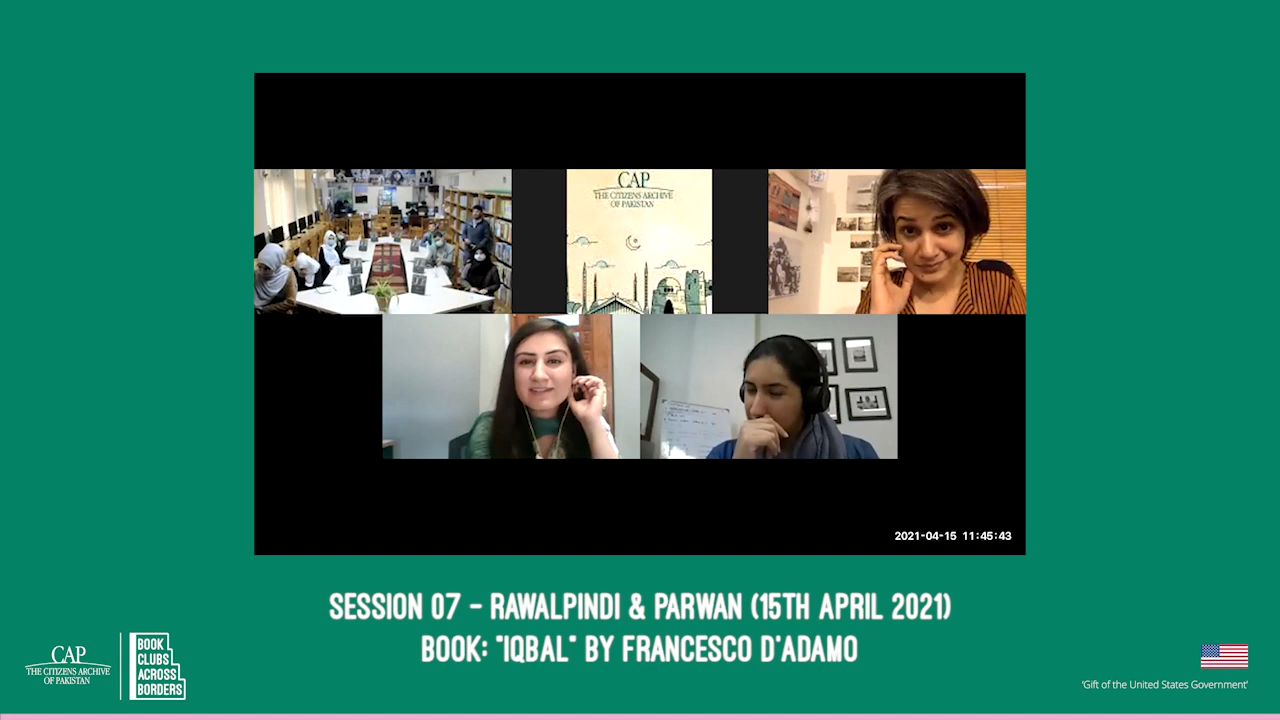 CAP
THE CITIZENS ARCHIVE
OF PAKISTAN
2021-04-15 11:45:43
SESSION 07 - RAWALPINDI & PARWAN (15TH APRIL 2021)
BOOK: "IQBAL" BY FRANCESCO D'ADAMO
CAP
THE CITIZENS ARCHIVE
OF PAKISTAN
BOOK
CLUBS
ACROSS
BORDERS
'Gift of the United States Government'